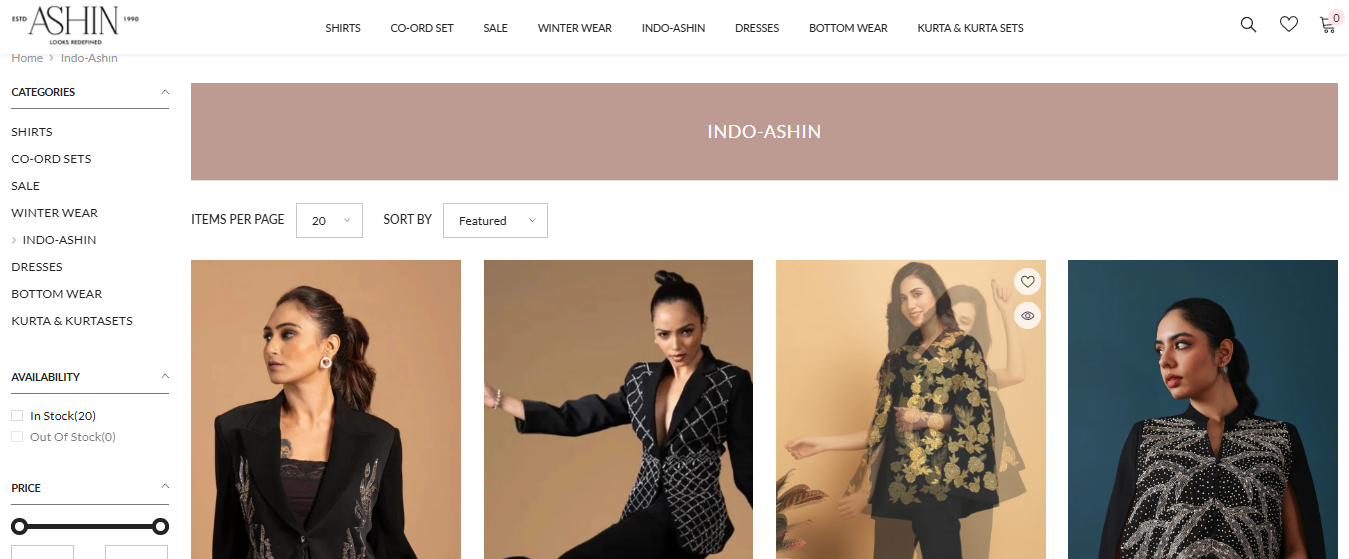 ESTD ASHIN 1990
LOOKS REDEFINED
SHIRTS CO-ORD SET SALE WINTER WEAR INDO-ASHIN DRESSES BOTTOM WEAR KURTA & KURTA SETS
0
Home > Indo-Ashin
CATEGORIES
SHIRTS
CO-ORD SETS
SALE
WINTER WEAR
> INDO-ASHIN
DRESSES
BOTTOM WEAR
KURTA & KURTASETS
AVAILABILITY
In Stock(20)
Out Of Stock(0)
PRICE
INDO-ASHIN
ITEMS PER PAGE 20 SORT BY Featured